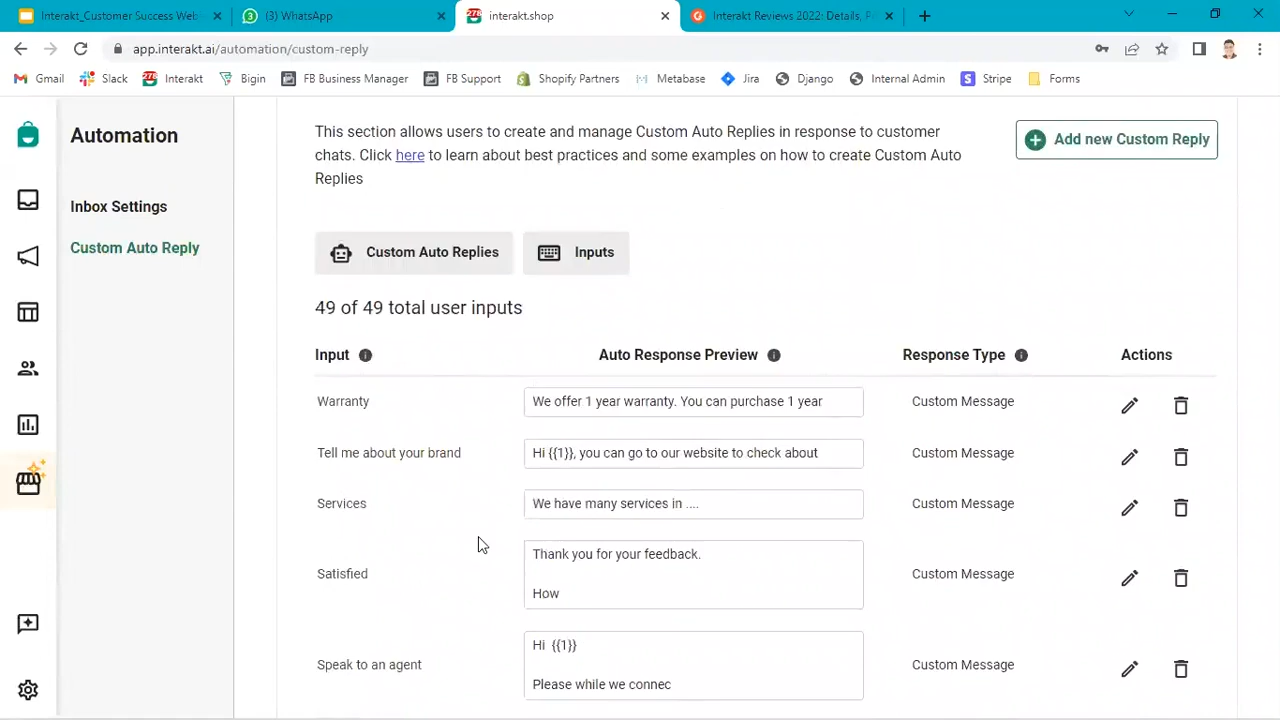 Interakt_Customer Success Web
(3) WhatsApp
278
interakt.shop
Interakt Reviews 2022: Details, Pr
app.interakt.ai/automation/custom-reply
Gmail
Slack
278
Interakt
Bigin
FB Business Manager
FB Support
Shopify Partners
Metabase
Jira
Django
Internal Admin
S
Stripe
Forms
Automation
Inbox Settings
Custom Auto Reply
This section allows users to create and manage Custom Auto Replies in response to customer
chats. Click here to learn about best practices and some examples on how to create Custom Auto
Replies
Add new Custom Reply
Custom Auto Replies
Inputs
49 of 49 total user inputs
Input
Auto Response Preview
Response Type
Actions
Warranty
We offer 1 year warranty. You can purchase 1 year
Custom Message
Tell me about your brand
Hi {{1}}, you can go to our website to check about
Custom Message
Services
We have many services in ....
Custom Message
Satisfied
Thank you for your feedback.
How
Custom Message
Speak to an agent
Hi {{1}}
Please while we connec
Custom Message